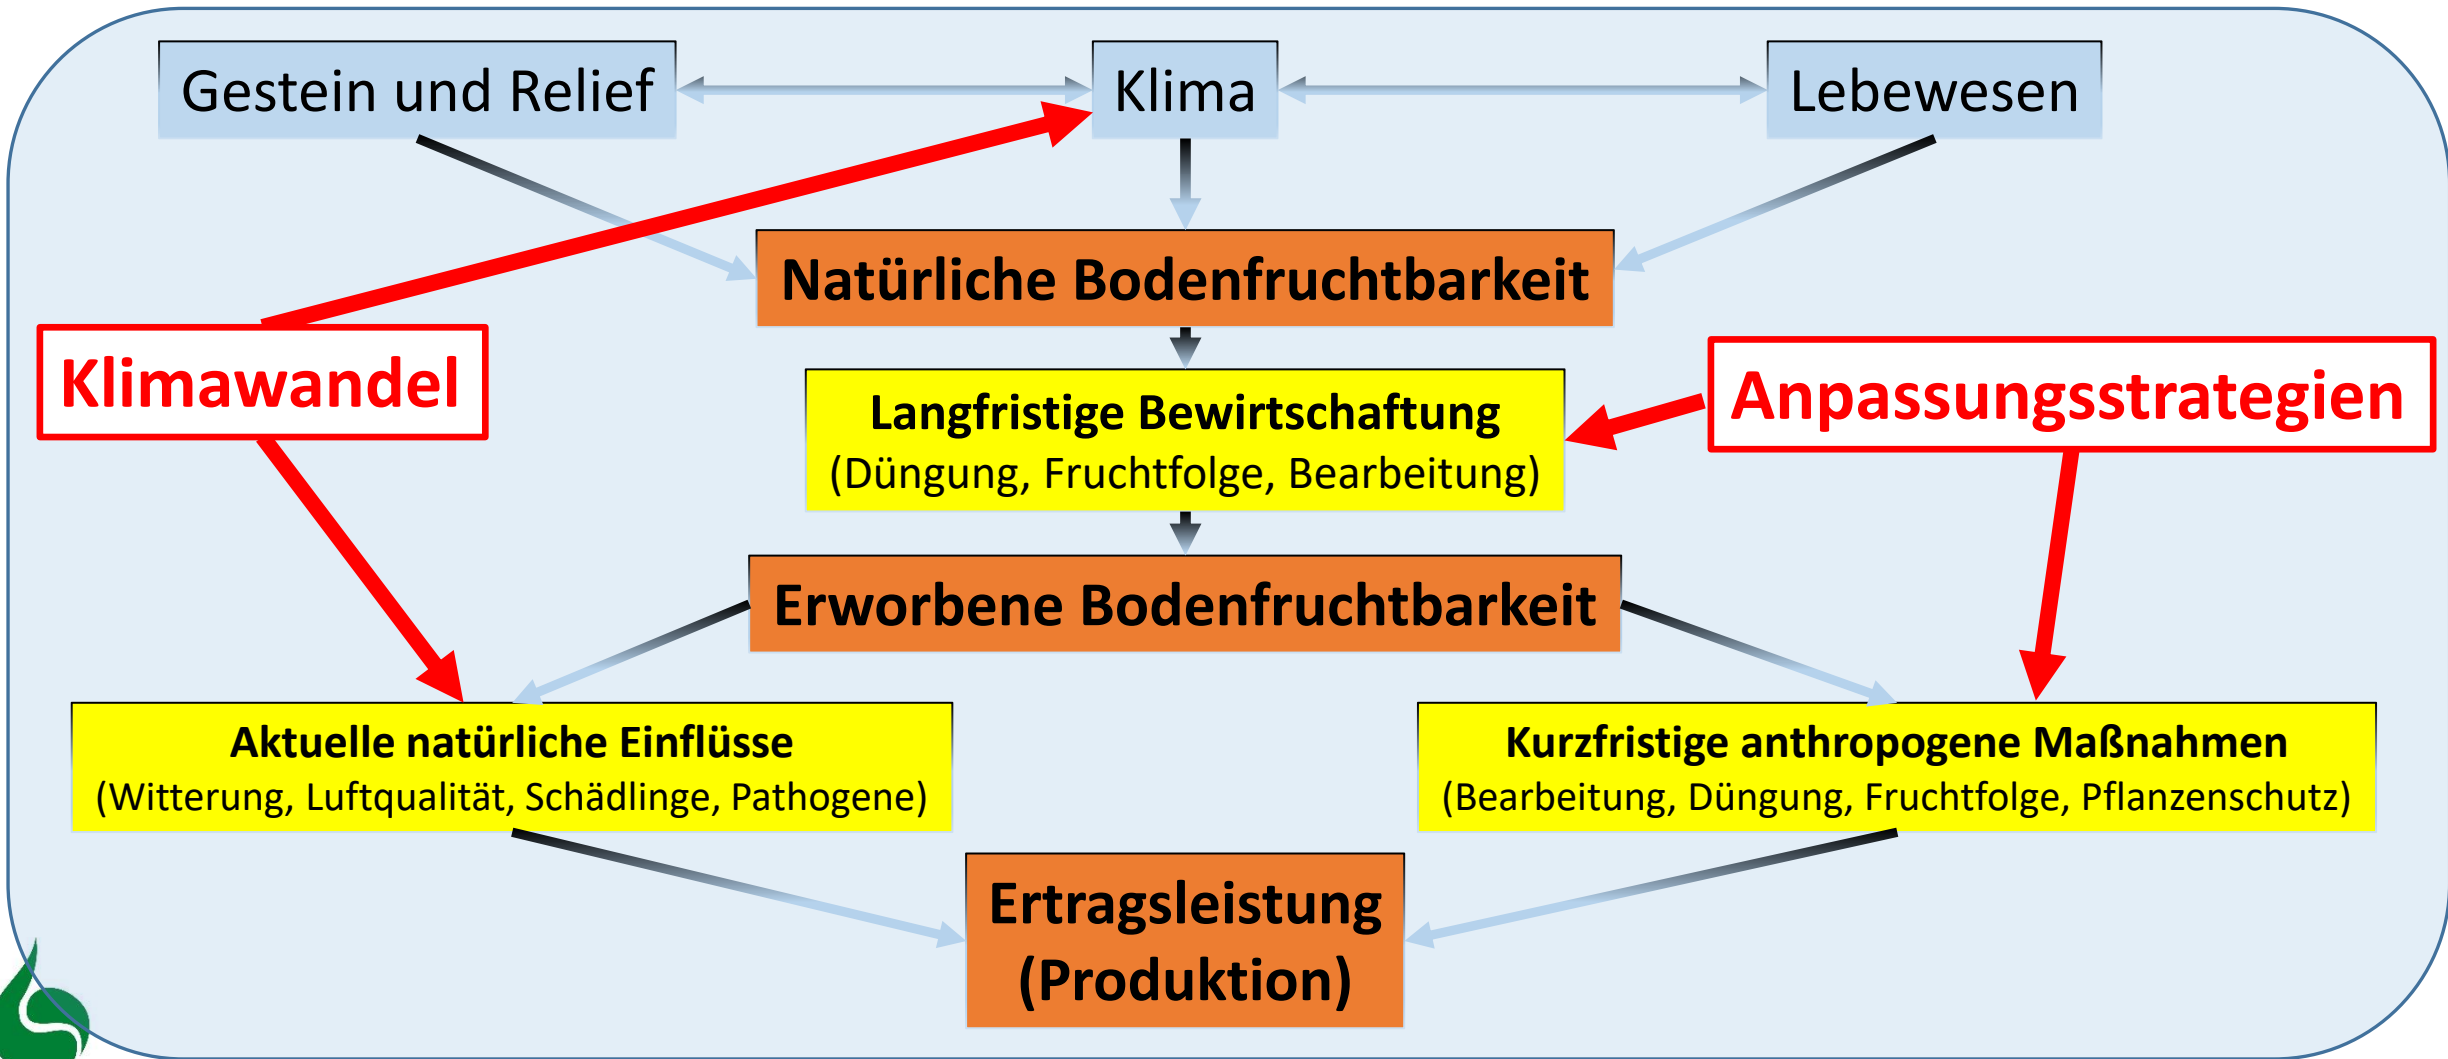 Gestein und Relief
Klima
Lebewesen
Natürliche Bodenfruchtbarkeit
Klimawandel
Anpassungsstrategien
Langfristige Bewirtschaftung
(Düngung, Fruchtfolge, Bearbeitung)
Erworbene Bodenfruchtbarkeit
Aktuelle natürliche Einflüsse
(Witterung, Luftqualität, Schädlinge, Pathogene)
Kurzfristige anthropogene Maßnahmen
(Bearbeitung, Düngung, Fruchtfolge, Pflanzenschutz)
Ertragsleistung
(Produktion)